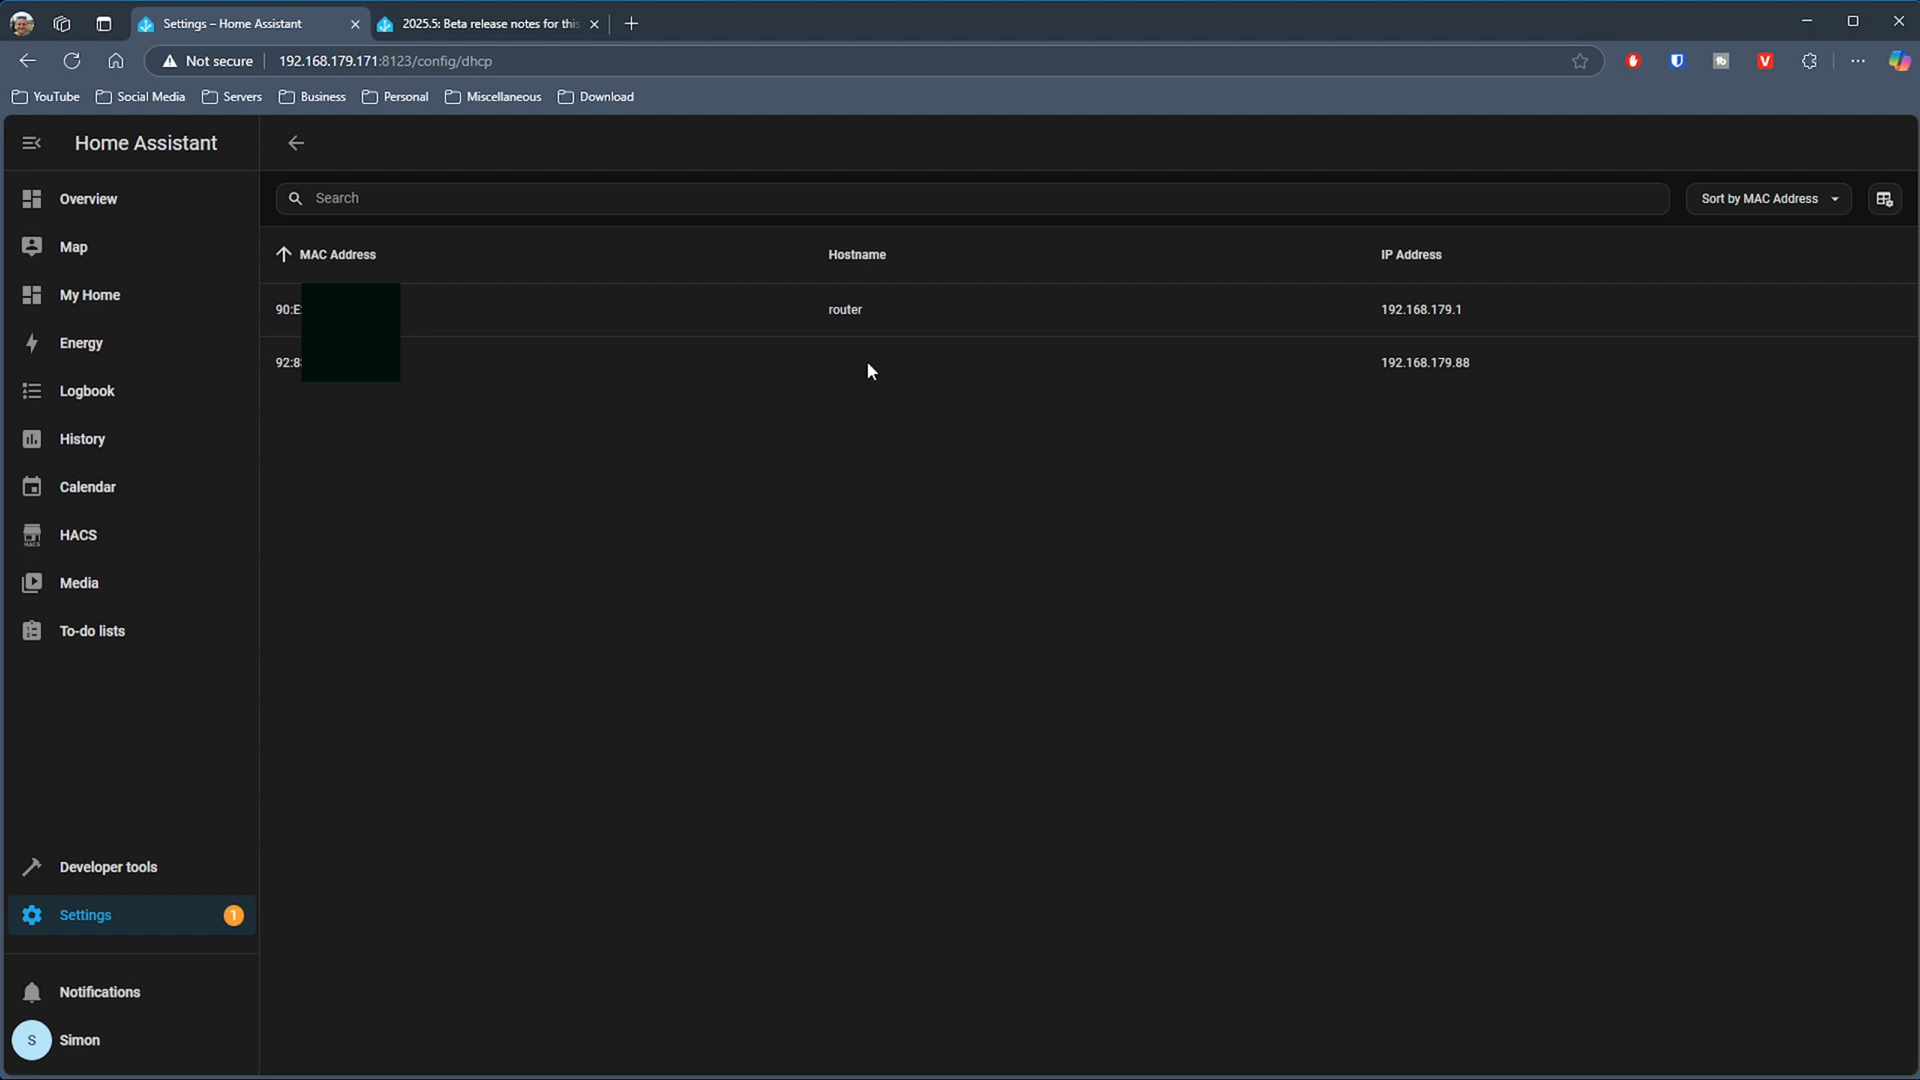 Settings – Home Assistant
2025.5: Beta release notes for this
Not secure
192.168.179.171:8123/config/dhcp
YouTube
Social Media
Servers
Business
Personal
Miscellaneous
Download
Home Assistant
Search
Sort by MAC Address
MAC Address
Hostname
IP Address
90:E
router
192.168.179.1
92:8
192.168.179.88
Overview
Map
My Home
Energy
Logbook
History
Calendar
HACS
HACS
Media
To-do lists
Developer tools
Settings
1
Notifications
S
Simon